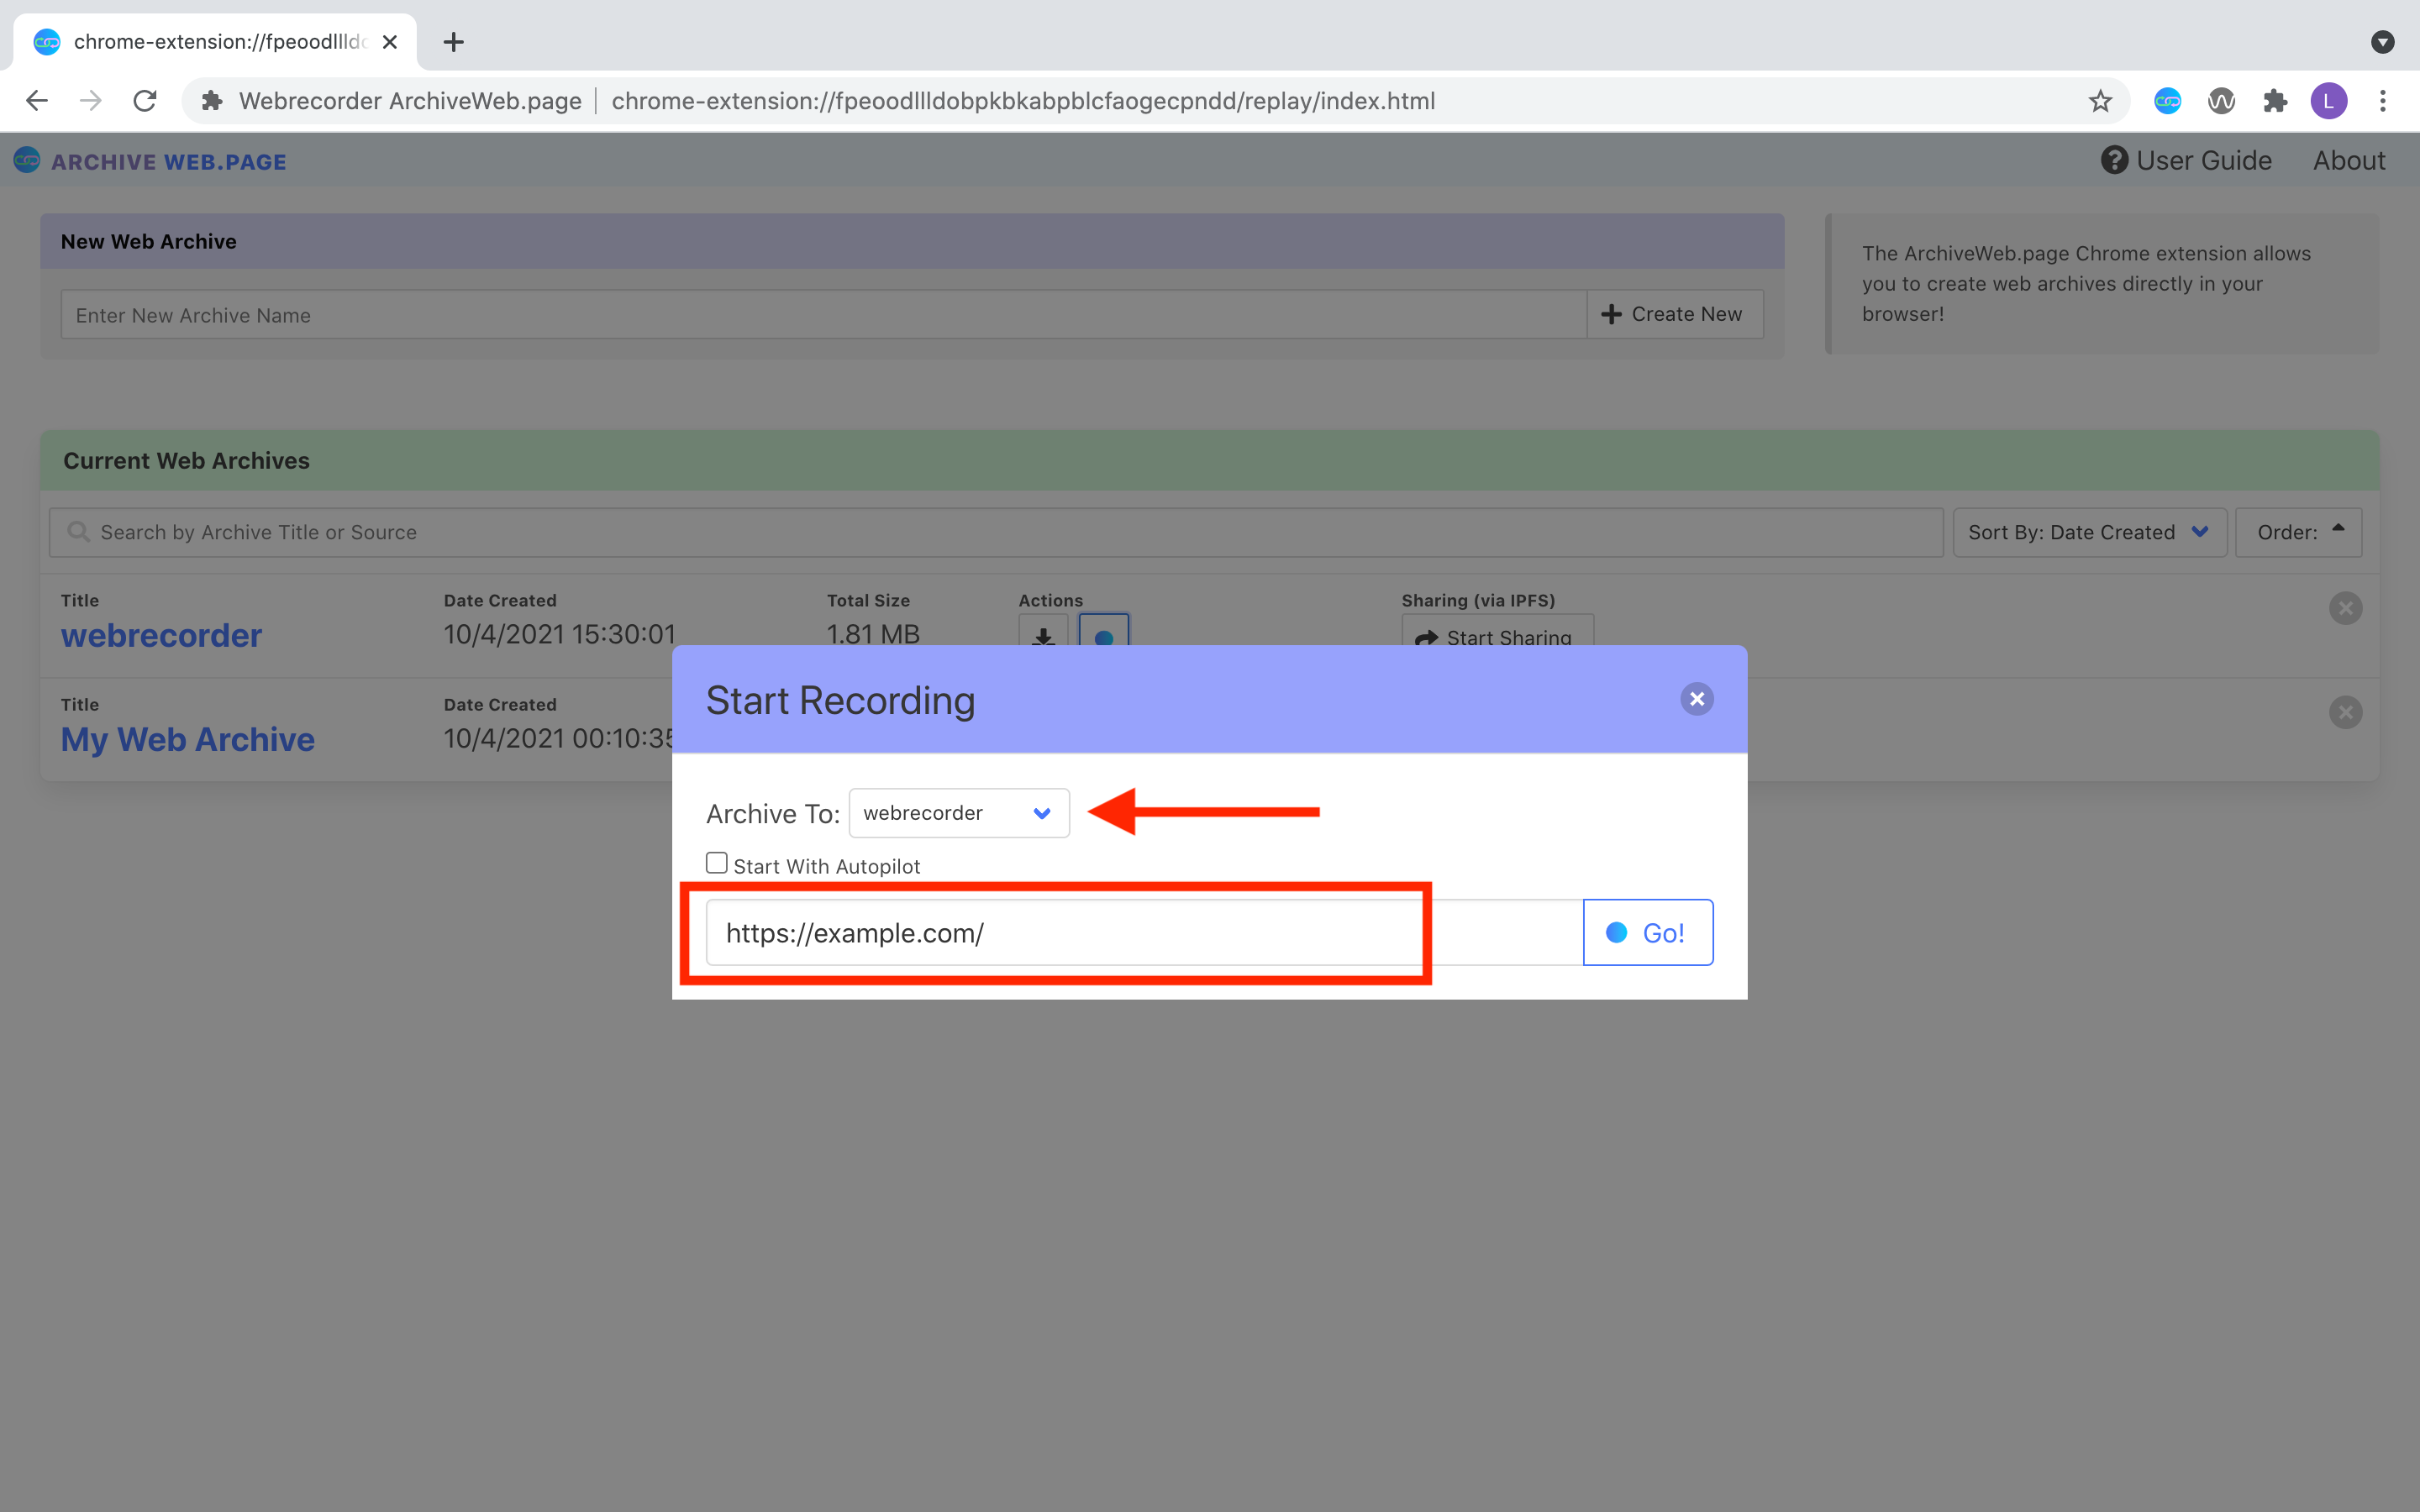 chrome-extension://fpeoodllld
Webrecorder ArchiveWeb.page | chrome-extension://fpeoodllldobpkbkabpblcfaogecpndd/replay/index.html
L
ARCHIVE WEB.PAGE
? User Guide
About
New Web Archive
Enter New Archive Name
Create New
The ArchiveWeb.page Chrome extension allows
you to create web archives directly in your
browser!
Current Web Archives
Search by Archive Title or Source
Sort By: Date Created
Order:
Title Date Created Total Size Actions Sharing (via IPFS)
webrecorder 10/4/2021 15:30:01 1.81 MB Start Sharing
Title Date Created
My Web Archive 10/4/2021 00:10:35
Start Recording
Archive To: webrecorder
Start With Autopilot
https://example.com/
Go!